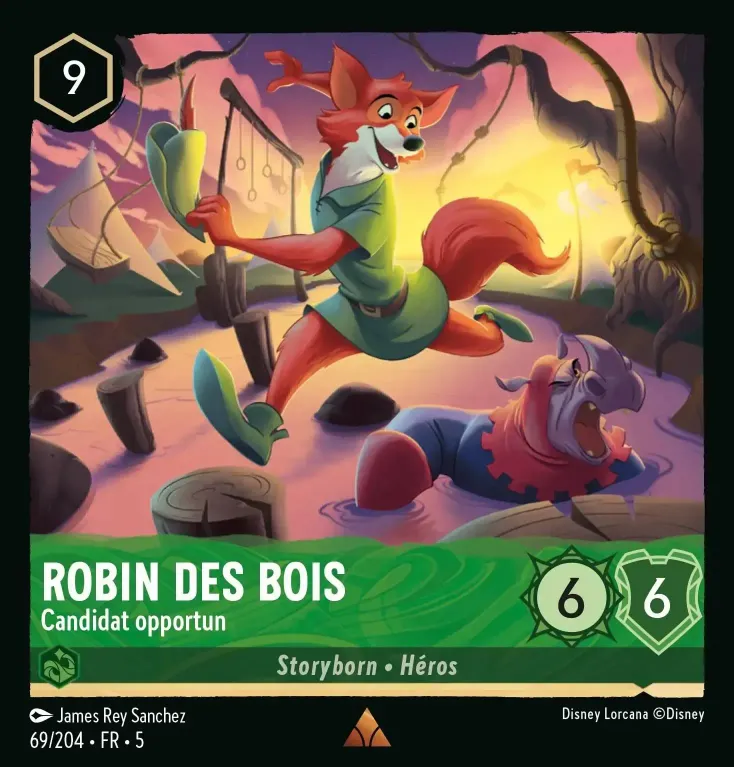 9
ROBIN DES BOIS
Candidat opportun
6
6
Storyborn • Héros
James Rey Sanchez
Disney Lorcana ©Disney
69/204 • FR • 5